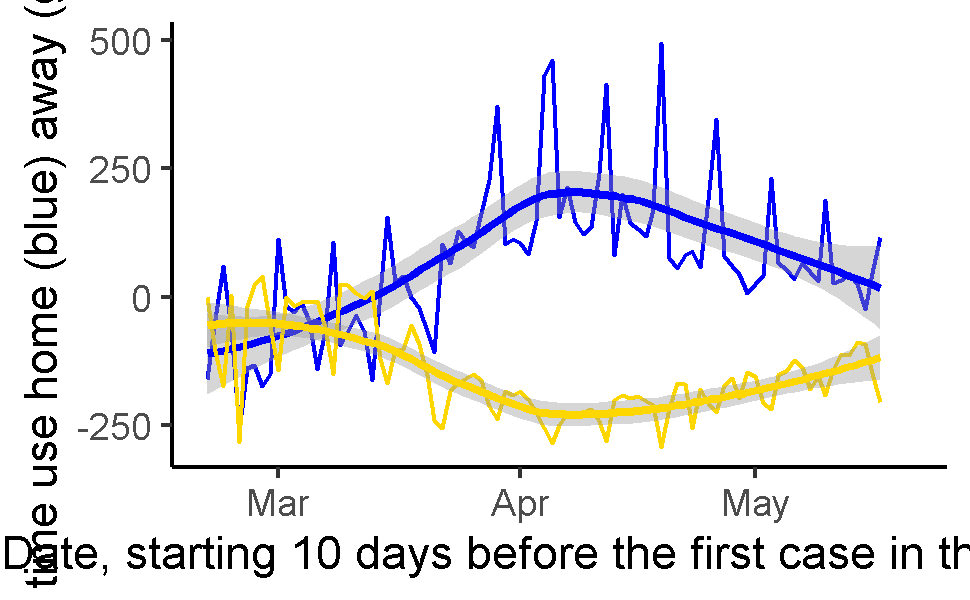 time use home (blue) away (
500
250
0
-250
Mar Apr May
Date, starting 10 days before the first case in th